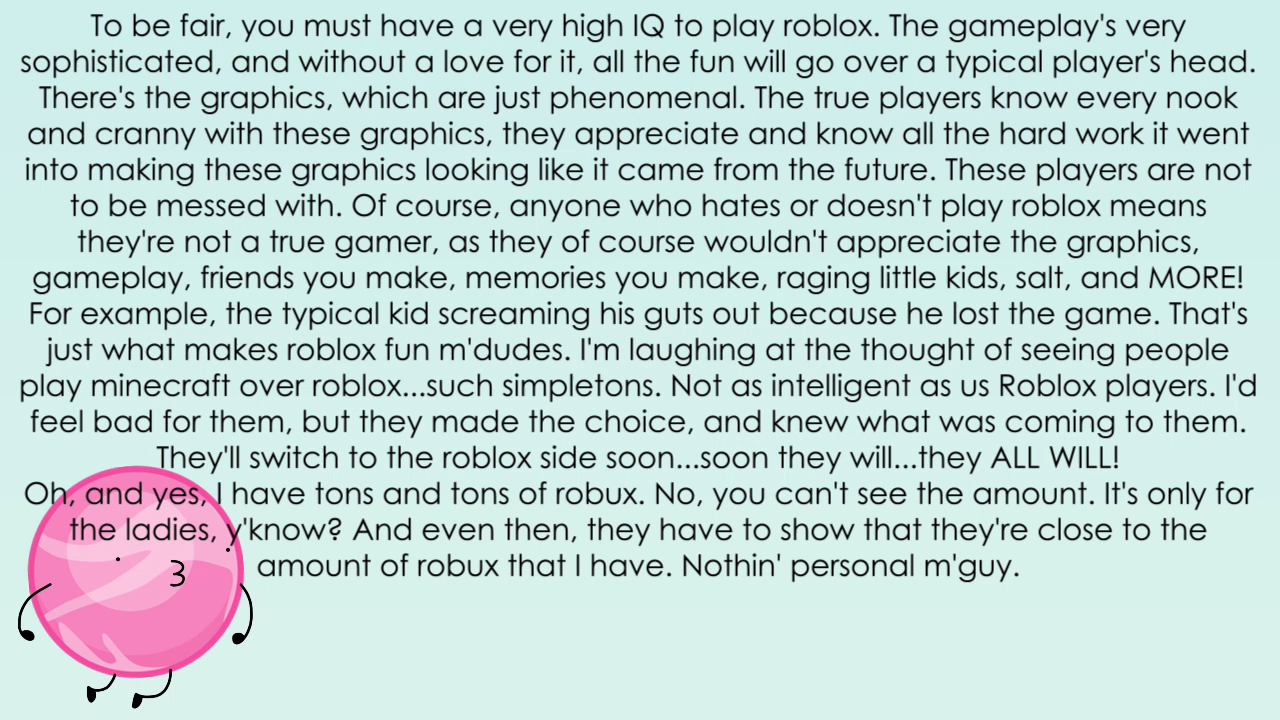 To be fair, you must have a very high IQ to play roblox. The gameplay's very
sophisticated, and without a love for it, all the fun will go over a typical player's head.
There's the graphics, which are just phenomenal. The true players know every nook
and cranny with these graphics, they appreciate and know all the hard work it went
into making these graphics looking like it came from the future. These players are not
to be messed with. Of course, anyone who hates or doesn't play roblox means
they're not a true gamer, as they of course wouldn't appreciate the graphics,
gameplay, friends you make, memories you make, raging little kids, salt, and MORE!
For example, the typical kid screaming his guts out because he lost the game. That's
just what makes roblox fun m'dudes. I'm laughing at the thought of seeing people
play minecraft over roblox...such simpletons. Not as intelligent as us Roblox players. I'd
feel bad for them, but they made the choice, and knew what was coming to them.
They'll switch to the roblox side soon...soon they will...they ALL WILL!
Oh, and yes, I have tons and tons of robux. No, you can't see the amount. It's only for
the ladies, y'know? And even then, they have to show that they're close to the
amount of robux that I have. Nothin' personal m'guy.